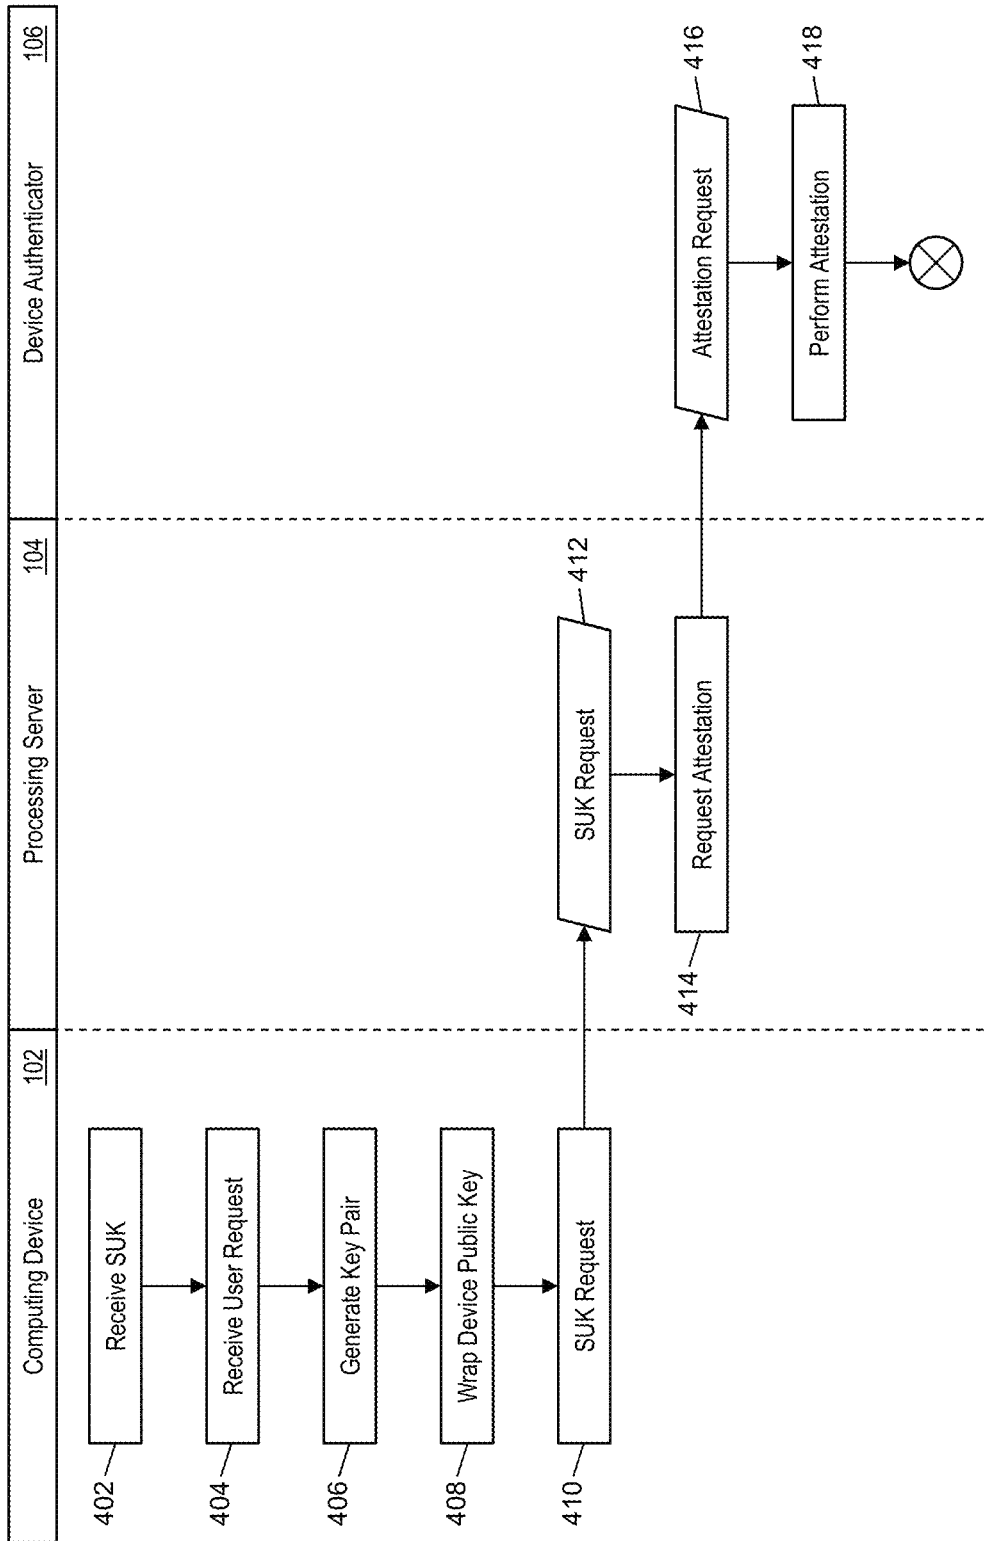 Computing Device 102
Processing Server 104
Device Authenticator 106
402
Receive SUK
404
Receive User Request
406
Generate Key Pair
408
Wrap Device Public Key
410
SUK Request
SUK Request
412
414
Request Attestation
Attestation Request
416
Perform Attestation
418